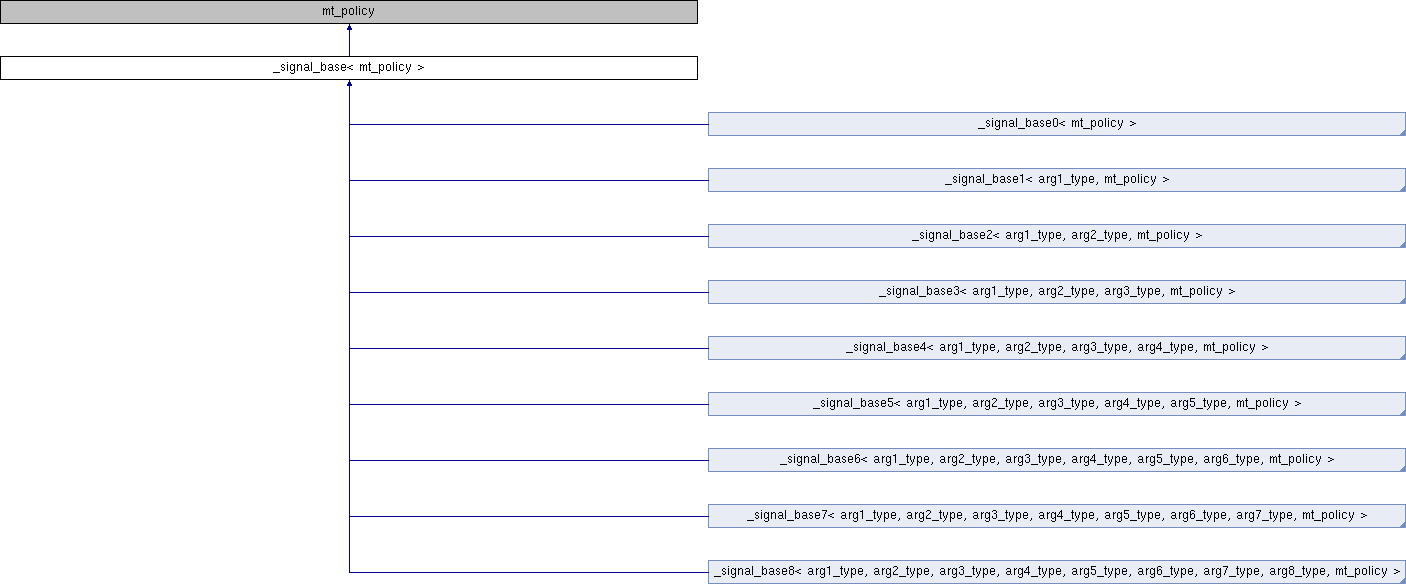 mt_policy
_signal_base< mt_policy >
_signal_base0< mt_policy >
_signal_base1< arg1_type, mt_policy >
_signal_base2< arg1_type, arg2_type, mt_policy >
_signal_base3< arg1_type, arg2_type, arg3_type, mt_policy >
_signal_base4< arg1_type, arg2_type, arg3_type, arg4_type, mt_policy >
_signal_base5< arg1_type, arg2_type, arg3_type, arg4_type, arg5_type, mt_policy >
_signal_base6< arg1_type, arg2_type, arg3_type, arg4_type, arg5_type, arg6_type, mt_policy >
_signal_base7< arg1_type, arg2_type, arg3_type, arg4_type, arg5_type, arg6_type, arg7_type, mt_policy >
_signal_base8< arg1_type, arg2_type, arg3_type, arg4_type, arg5_type, arg6_type, arg7_type, arg8_type, mt_policy >